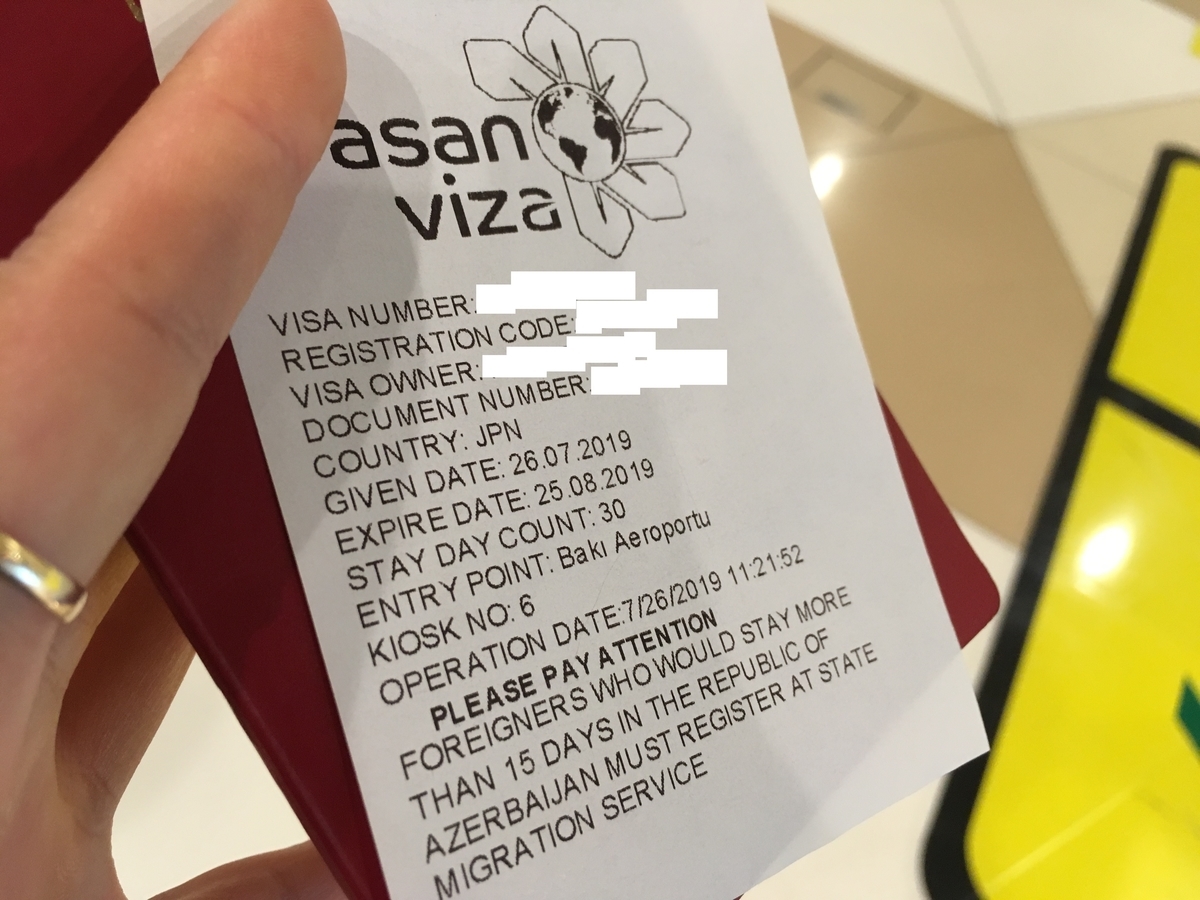 asan
viza
VISA NUMBER:
REGISTRATION CODE:
VISA OWNER:
DOCUMENT NUMBER:
COUNTRY: JPN
GIVEN DATE: 26.07.2019
EXPIRE DATE: 25.08.2019
STAY DAY COUNT: 30
ENTRY POINT: Bakı Aeroportu
KIOSK NO: 6
OPERATION DATE:7/26/2019 11:21:52
PLEASE PAY ATTENTION
FOREIGNERS WHO WOULD STAY MORE
THAN 15 DAYS IN THE REPUBLIC OF
AZERBAIJAN MUST REGISTER AT STATE
MIGRATION SERVICE